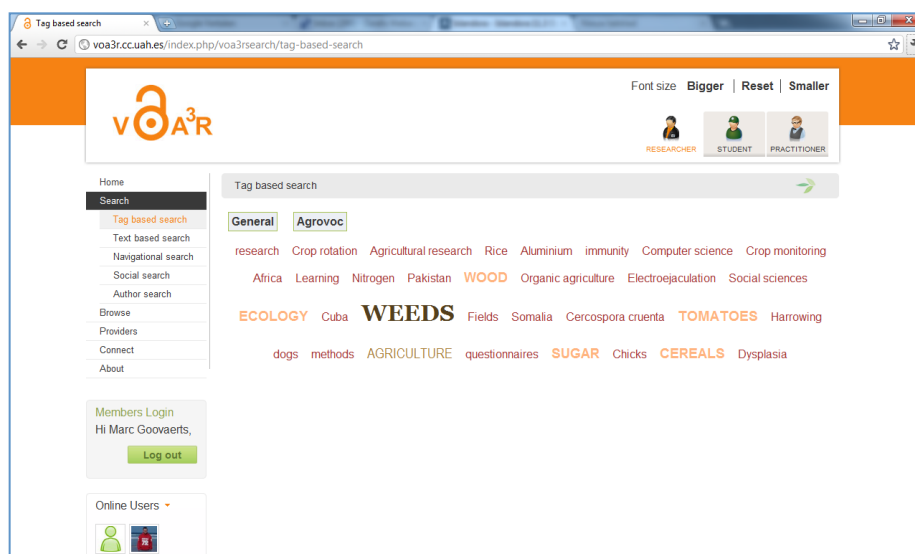 Tag based search
voa3r.cc.uah.es/index.php/voa3rsearch/tag-based-search
Font size Bigger | Reset | Smaller
VOA3R
RESEARCHER STUDENT PRACTITIONER
Home
Search
Tag based search
Text based search
Navigational search
Social search
Author search
Browse
Providers
Connect
About
Tag based search
General Agrovoc
research Crop rotation Agricultural research Rice Aluminium immunity Computer science Crop monitoring
Africa Learning Nitrogen Pakistan WOOD Organic agriculture Electroejaculation Social sciences
ECOLOGY Cuba WEEDS Fields Somalia Cercospora cruenta TOMATOES Harrowing
dogs methods AGRICULTURE questionnaires SUGAR Chicks CEREALS Dysplasia
Members Login
Hi Marc Goovaerts,
Log out
Online Users